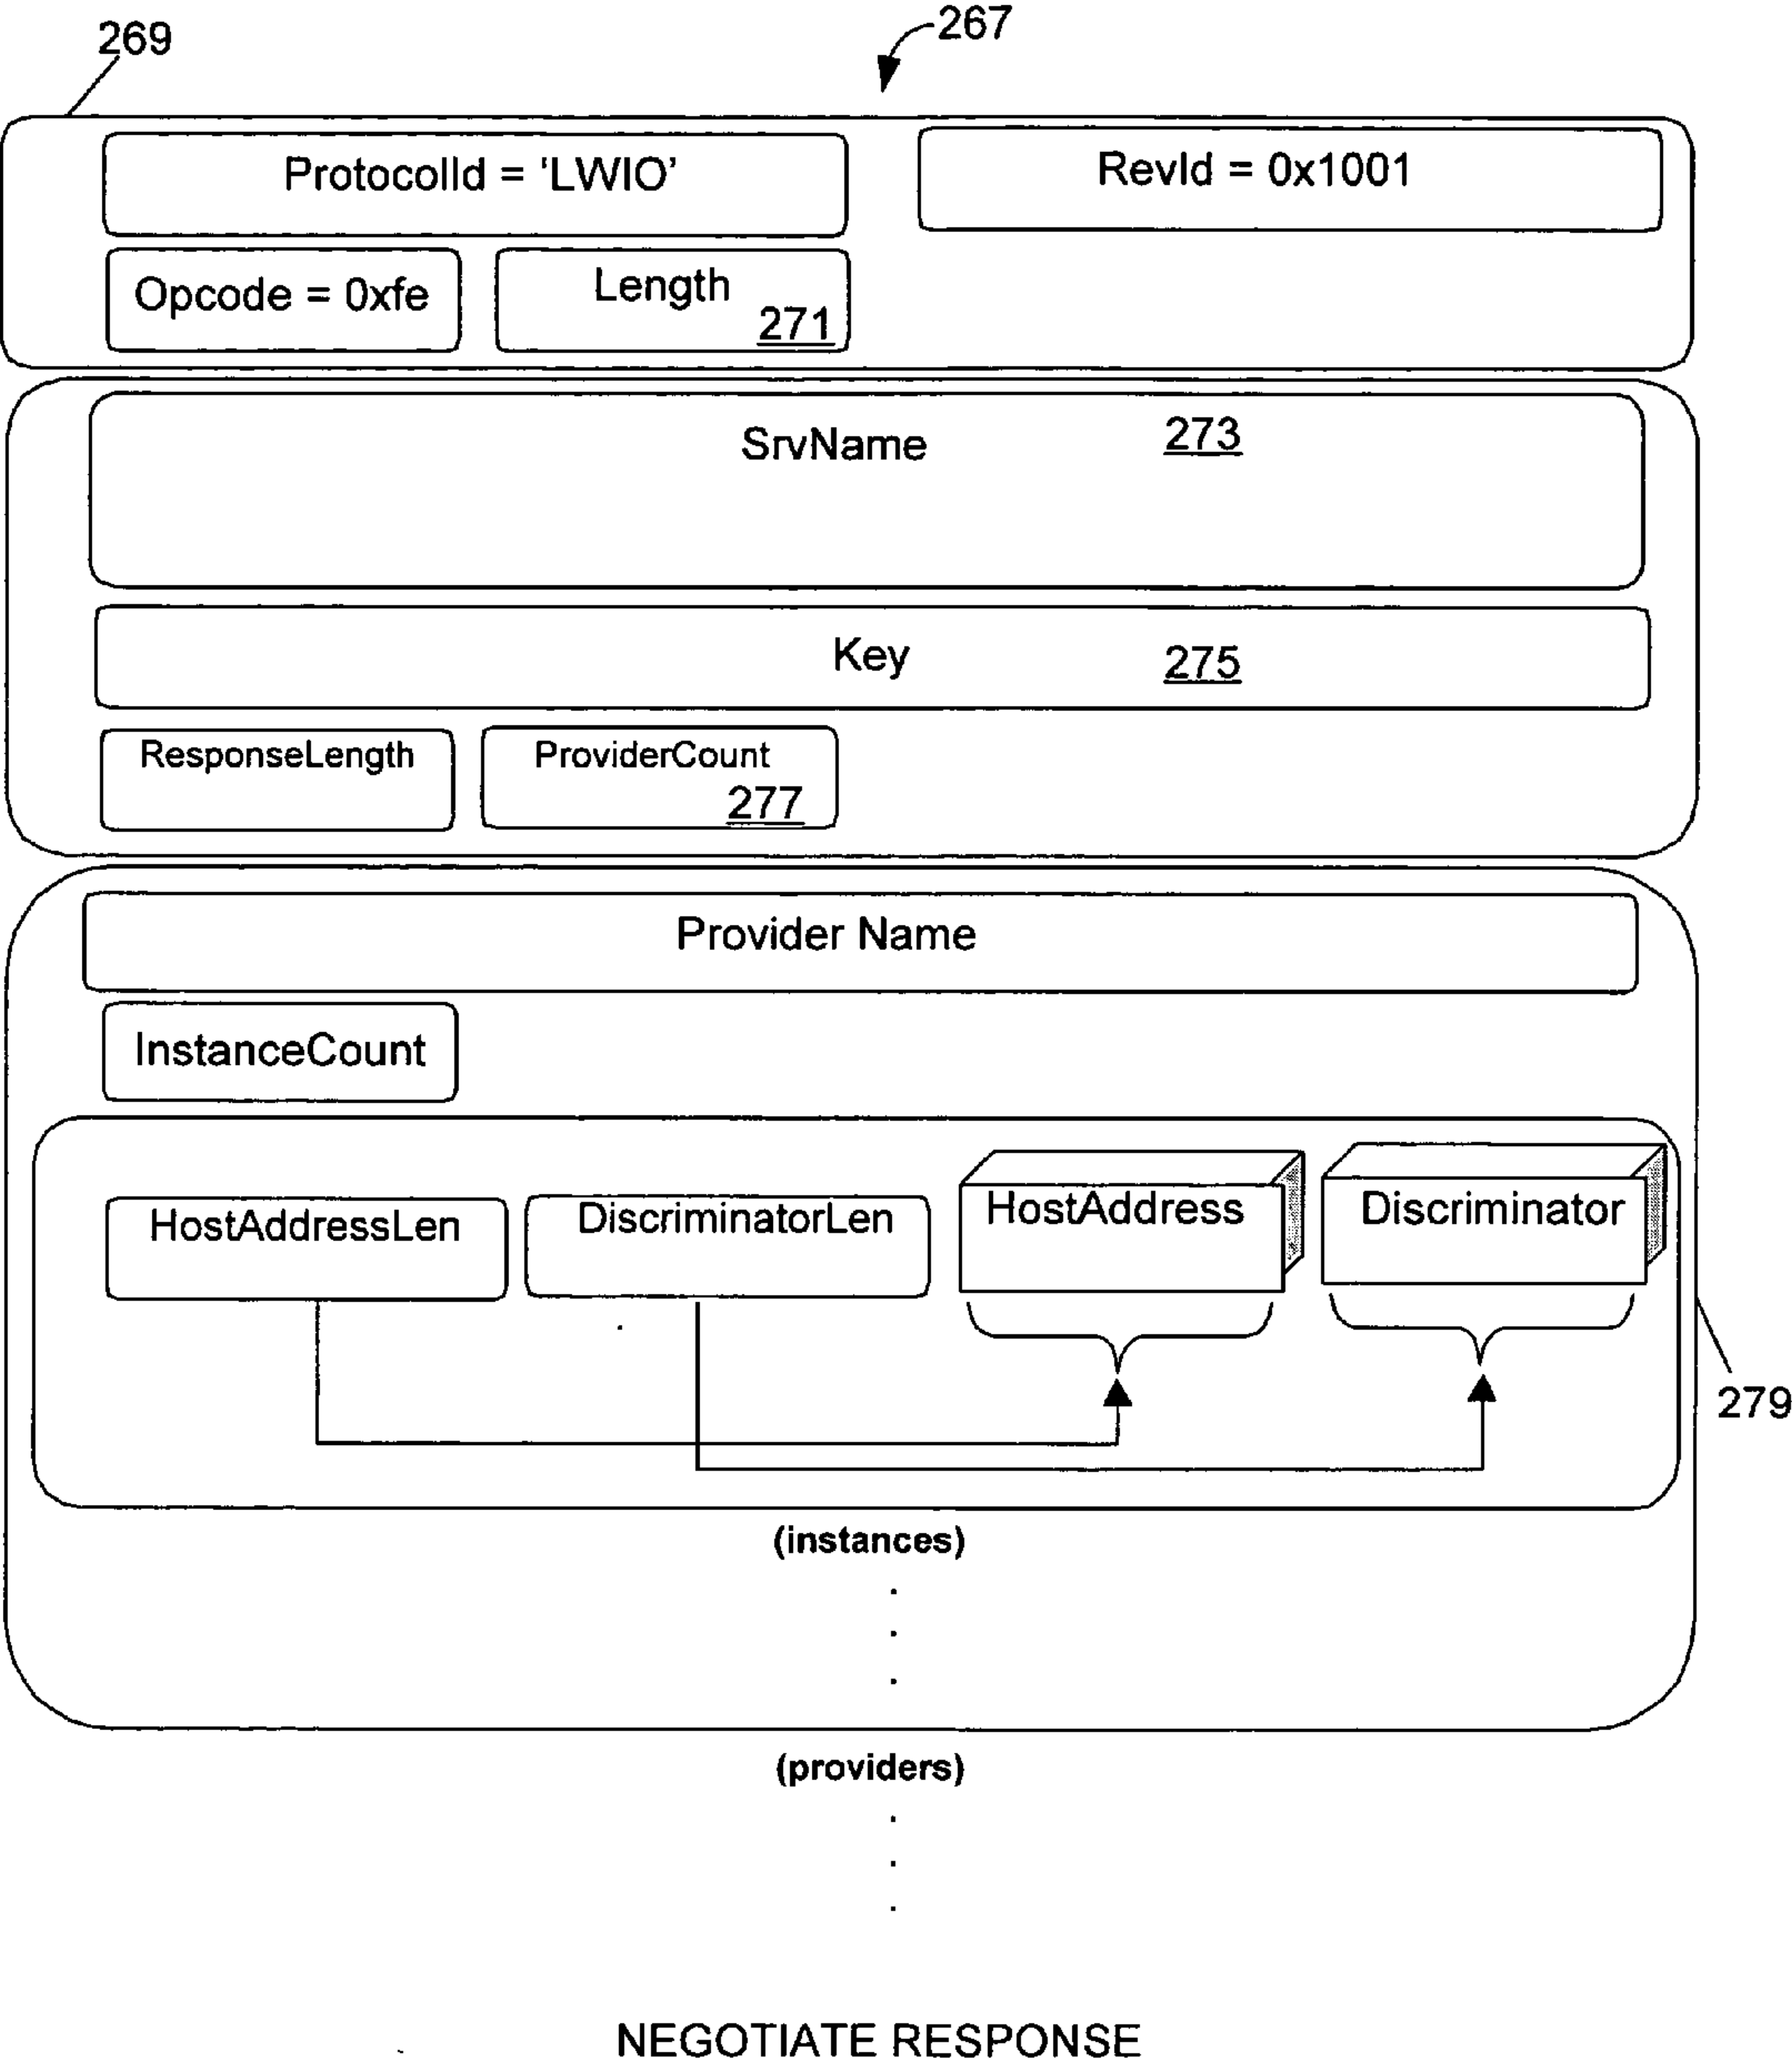 267
269
ProtocolId = 'LWIO'
RevId = 0x1001
Opcode = 0xfe
Length
271
SrvName
273
Key
275
ResponseLength
ProviderCount
277
Provider Name
InstanceCount
HostAddressLen
DiscriminatorLen
HostAddress
Discriminator
279
(instances)
(providers)
NEGOTIATE RESPONSE